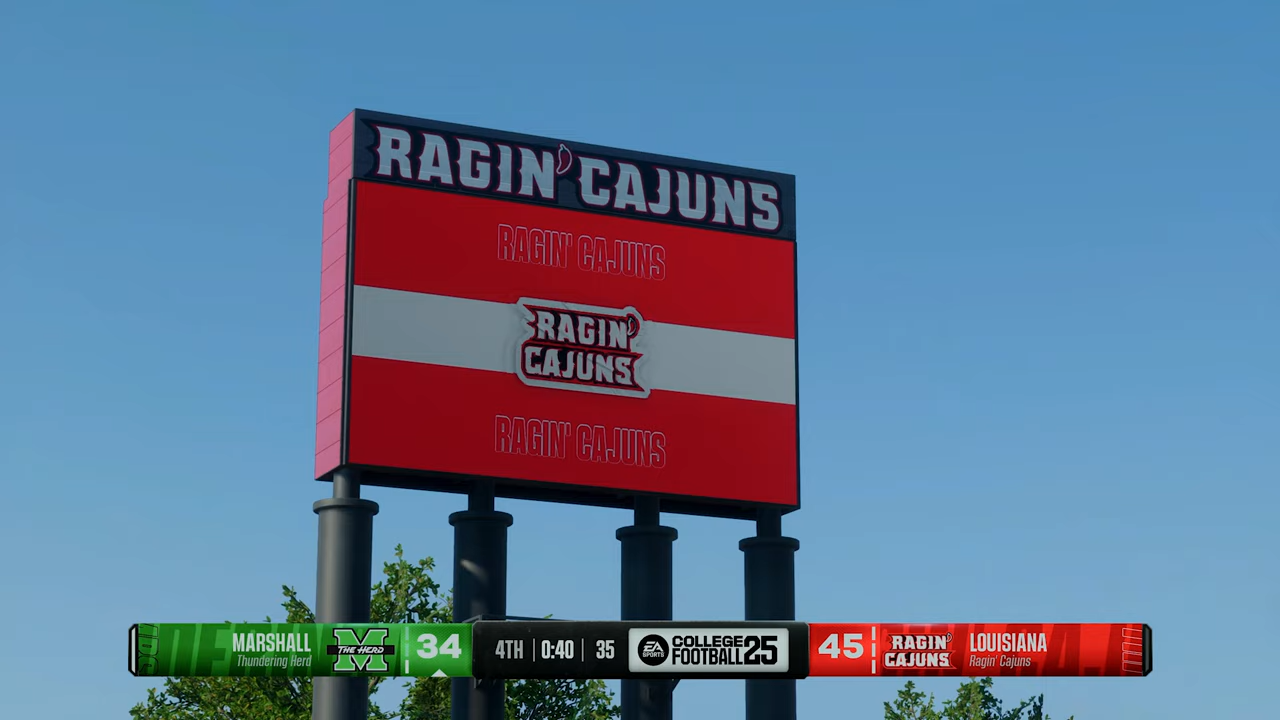 RAGIN' CAJUNS
RAGIN' CAJUNS
RAGIN'
CAJUNS
RAGIN' CAJUNS
MARSHALL
Thundering Herd
M
THE HERD
34
4TH
0:40
35
EA
SPORTS
COLLEGE
FOOTBALL 25
45
RAGIN'
CAJUNS
LOUISIANA
Ragin' Cajuns